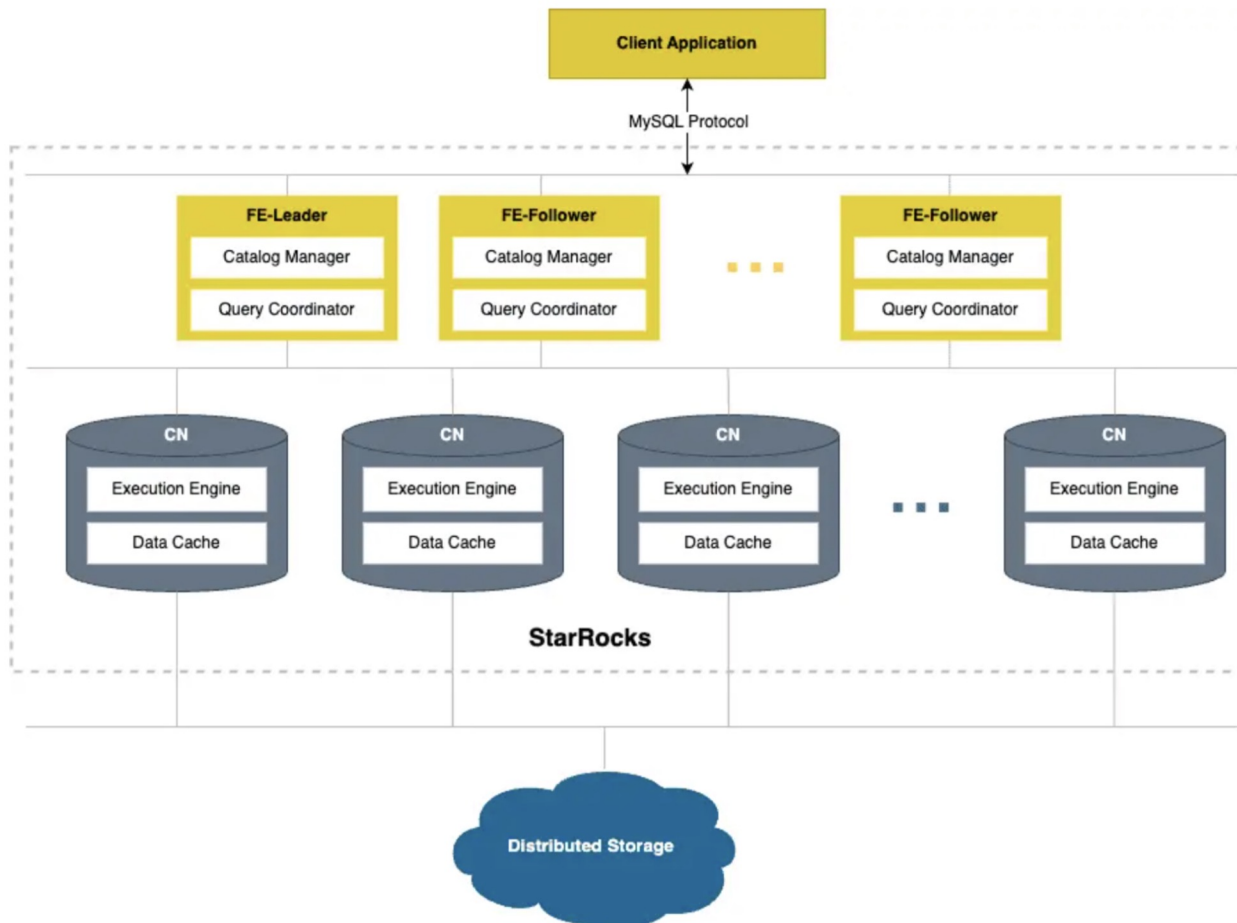 Client Application
MySQL Protocol
FE-Leader
Catalog Manager
Query Coordinator
FE-Follower
Catalog Manager
Query Coordinator
FE-Follower
Catalog Manager
Query Coordinator
CN
Execution Engine
Data Cache
CN
Execution Engine
Data Cache
CN
Execution Engine
Data Cache
CN
Execution Engine
Data Cache
StarRocks
Distributed Storage